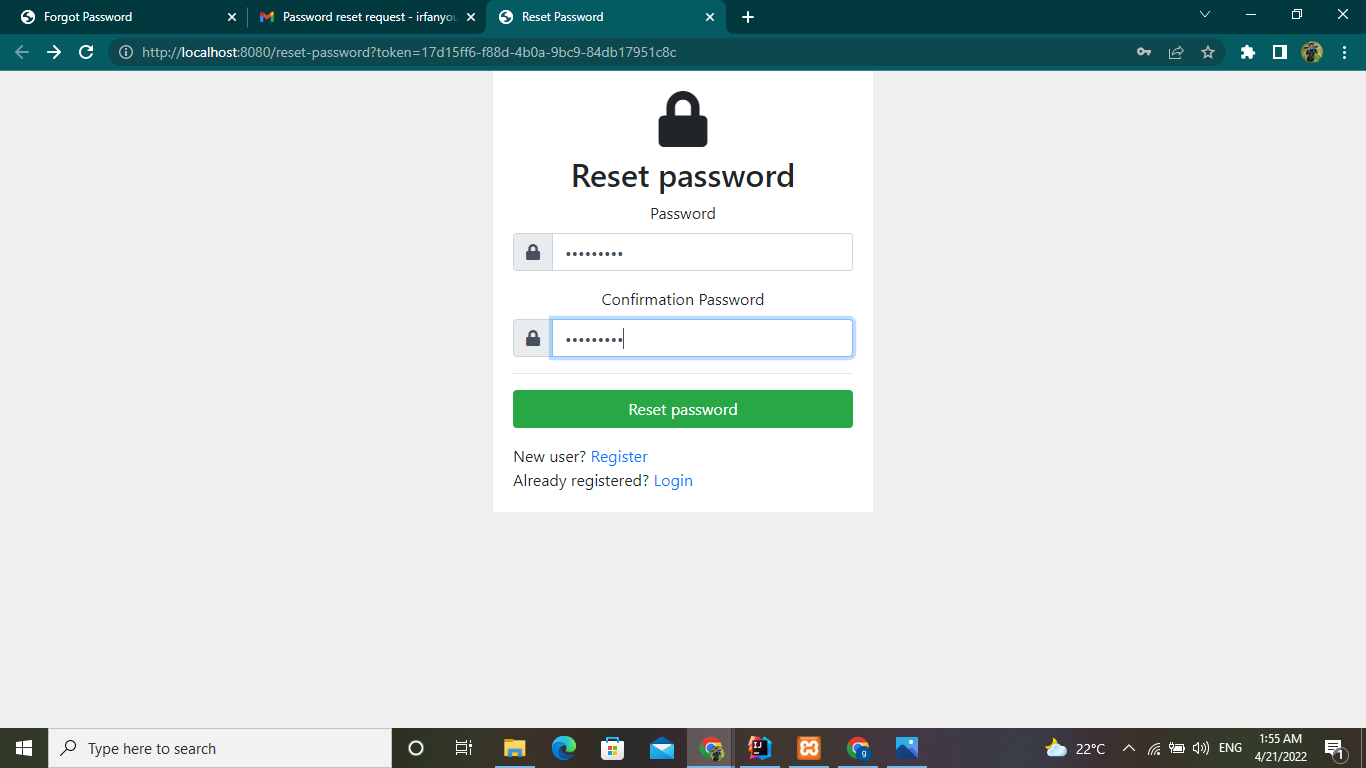 Forgot Password
Password reset request - irfanyou
Reset Password
http://localhost:8080/reset-password?token=17d15ff6-f88d-4b0a-9bc9-84db17951c8c
Reset password
Password
Confirmation Password
Reset password
New user? Register
Already registered? Login
Type here to search
22°C
ENG
1:55 AM
4/21/2022
1